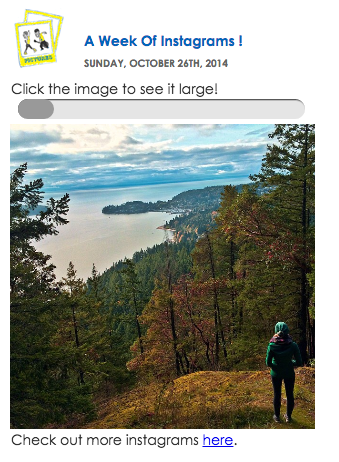 PICTURES
A Week Of Instagrams !
SUNDAY, OCTOBER 26TH, 2014
Click the image to see it large!
Check out more instagrams here.